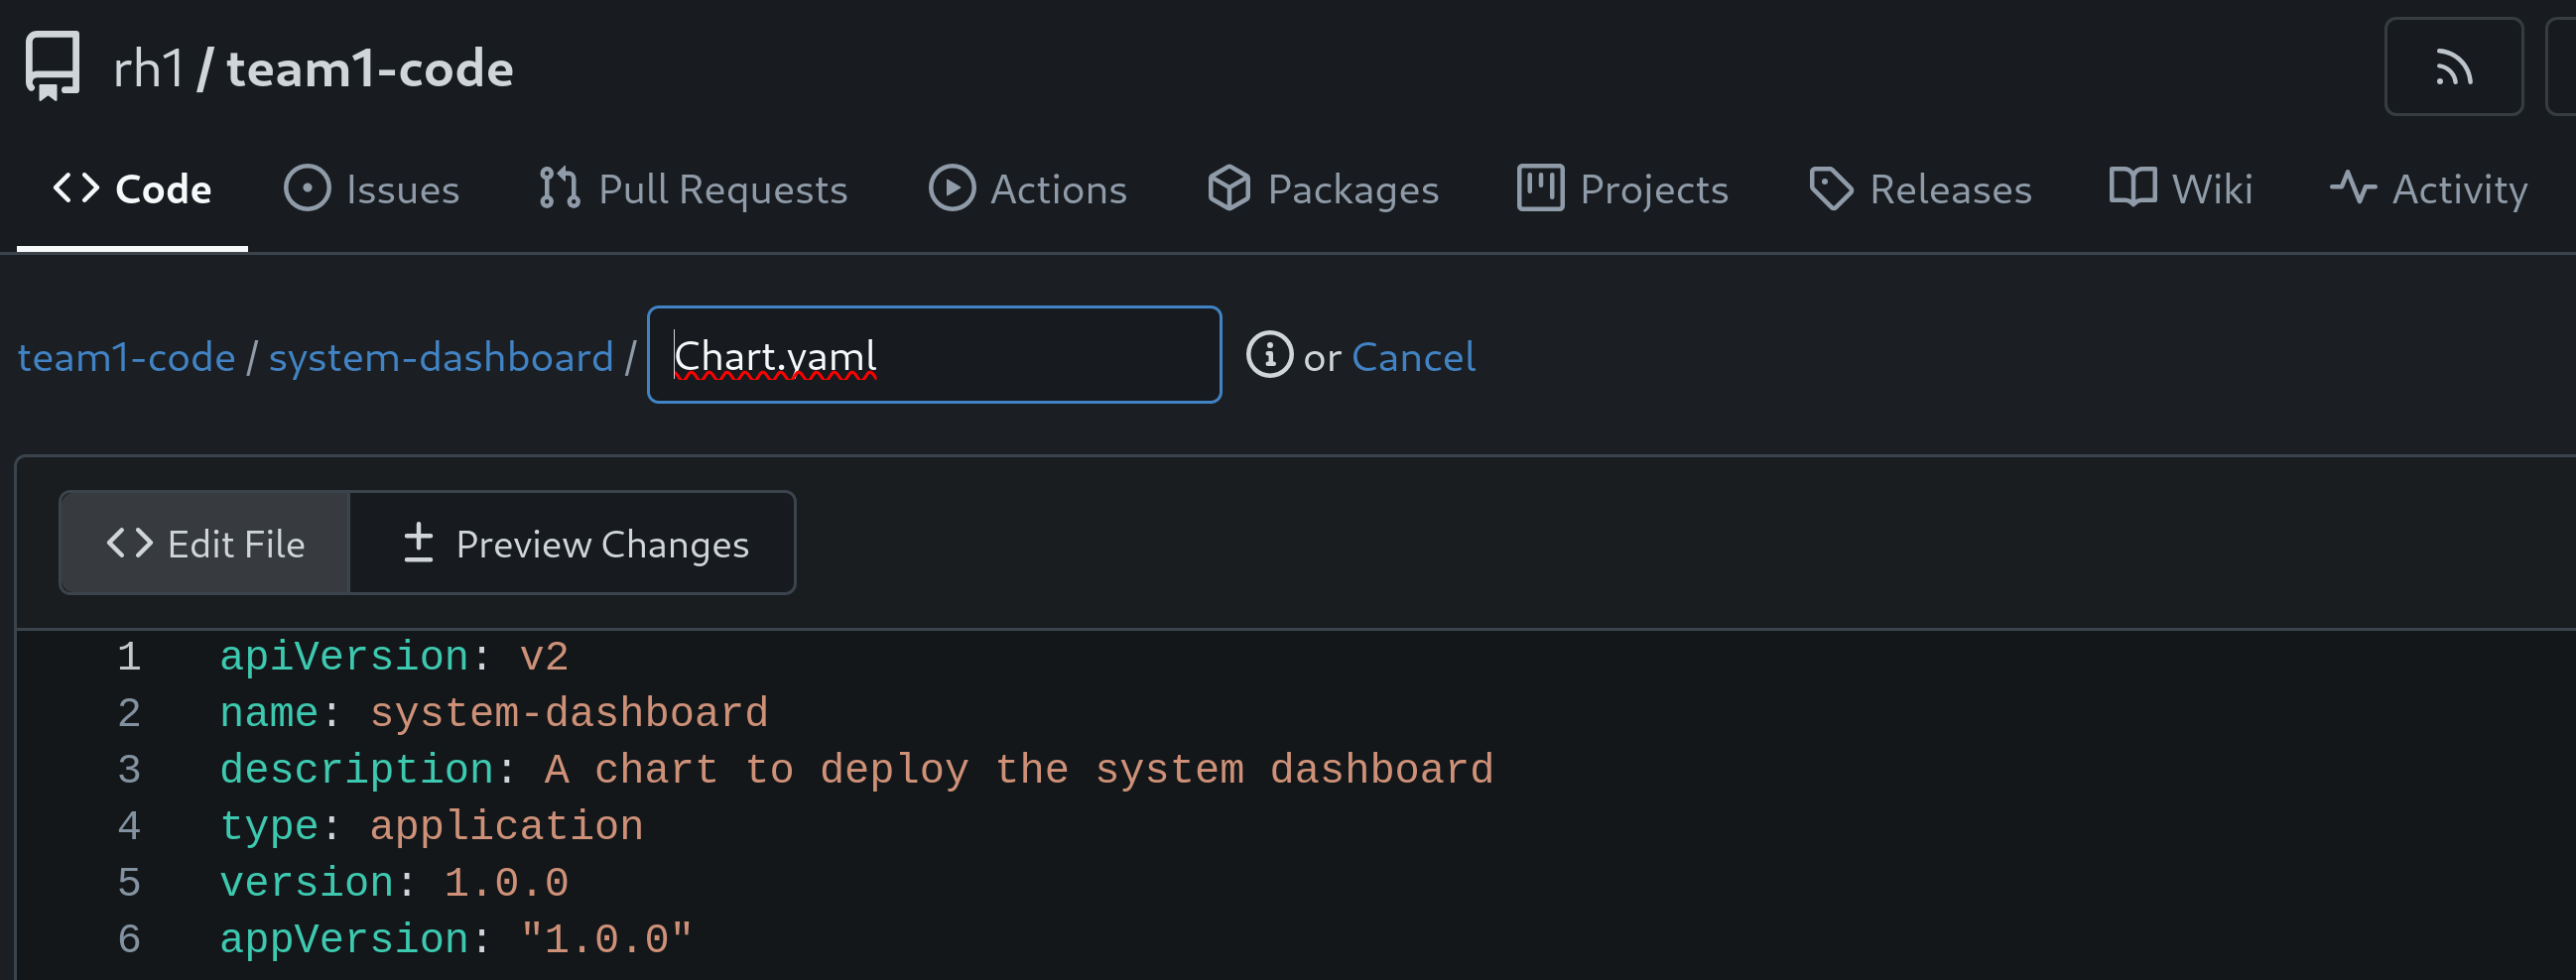 rh1 / team1-code
Code Issues Pull Requests Actions Packages Projects Releases Wiki Activity
team1-code / system-dashboard / Chart.yaml or Cancel
Edit File Preview Changes
1 apiVersion: v2
2 name: system-dashboard
3 description: A chart to deploy the system dashboard
4 type: application
5 version: 1.0.0
6 appVersion: "1.0.0"